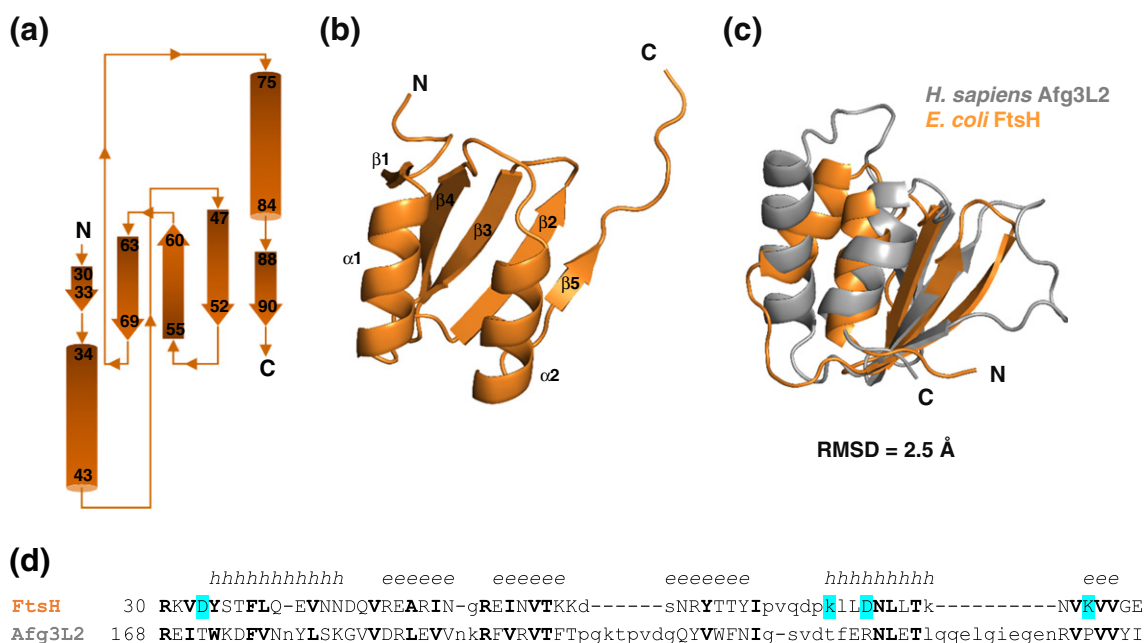 (a)
N
30
33
34
43
63
69
60
55
47
52
75
84
88
90
C
(b)
N
C
β1
β4
β3
β2
β5
α1
α2
(c)
H. sapiens Afg3L2
E. coli FtsH
N
C
RMSD = 2.5 Å
(d)
hhhhhhhhhhh eeeeee eeeeee eeeeeee hhhhhhhhhh eee
FtsH 30 RKVDYSTFLQ-EVNNDQVREARIN-gREINVTKKd------sNRYTTYIpvqdpklLDNLLTk----------NVKVVGE
Afg3L2 168 REITWKDFVNnYLSKGVVDRLEVVnkRFVRVTFTpgktpvdgQYVWFNIg-svdtfERNLETlqqelgiegenRVPVVYI